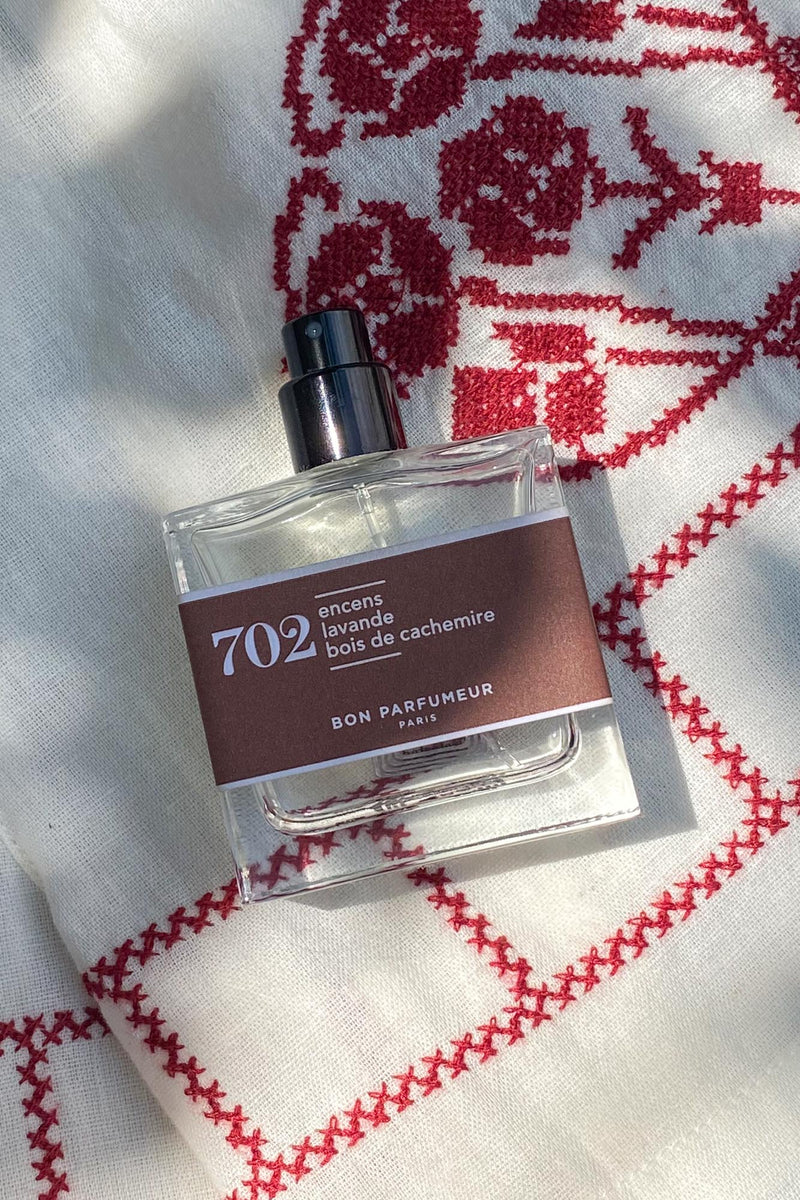 702
encens
lavande
bois de cachemire
BON PARFUMEUR
PARIS